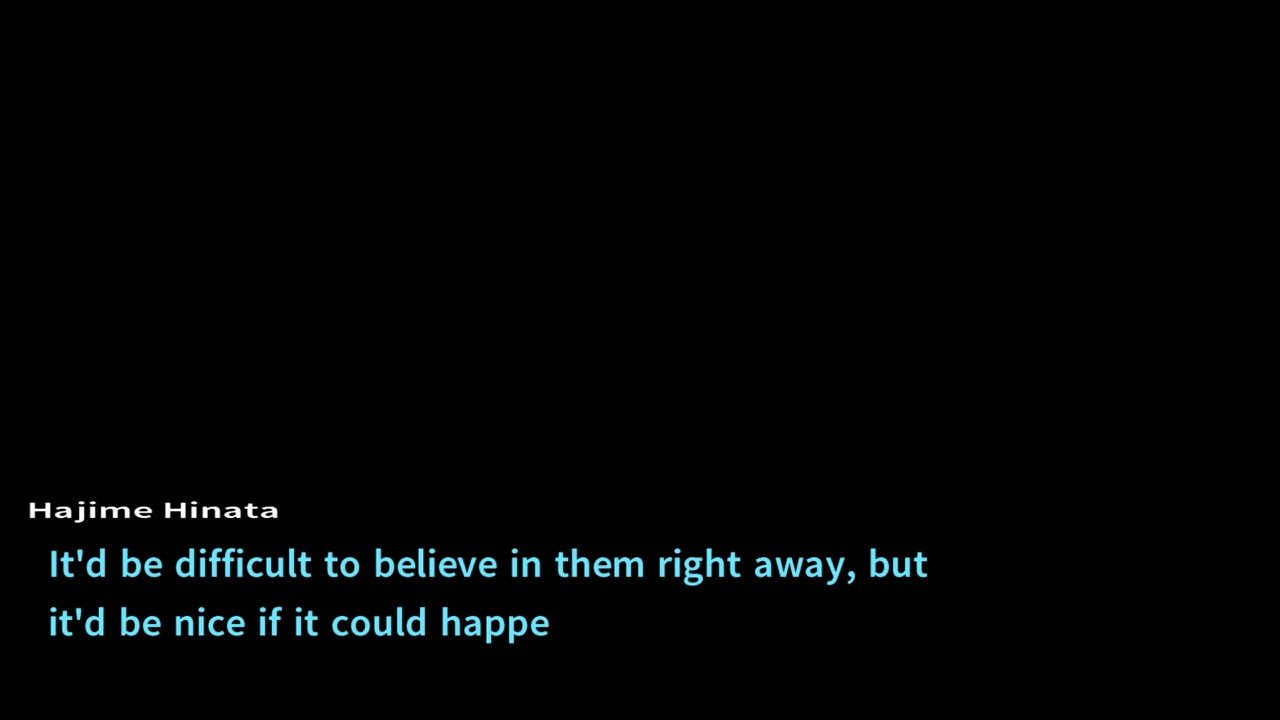 Hajime Hinata
It'd be difficult to believe in them right away, but
it'd be nice if it could happe